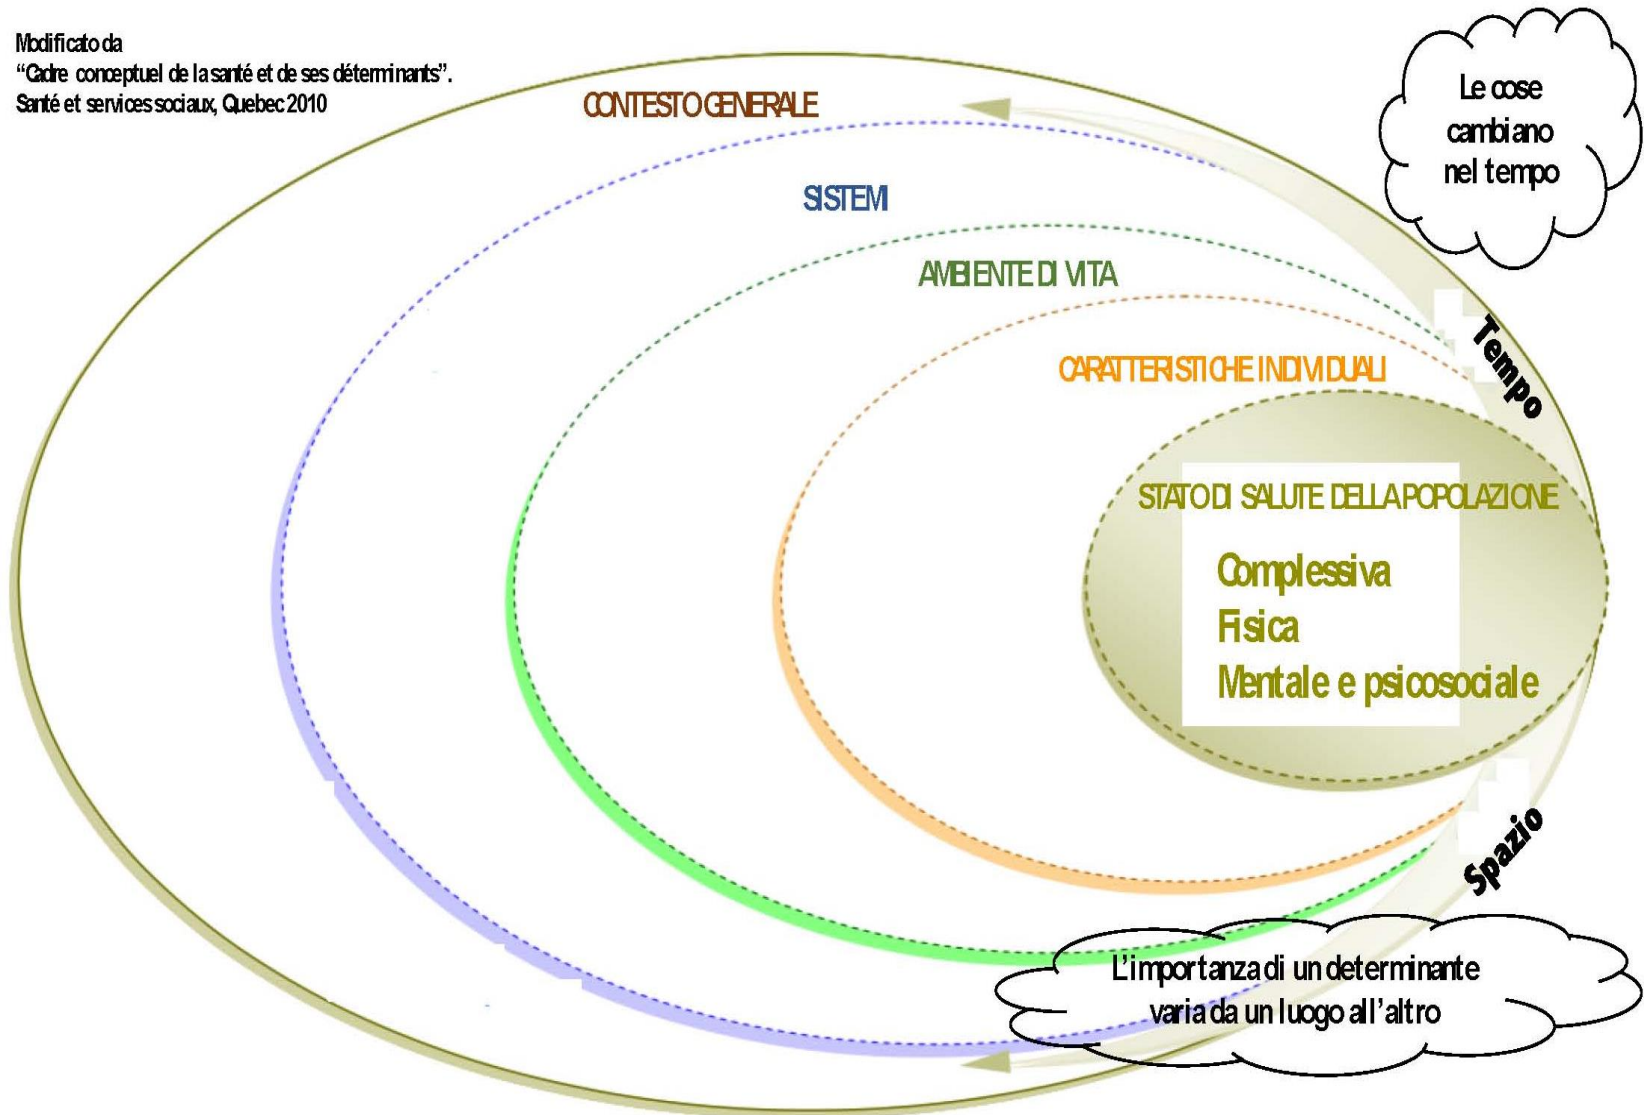 Modificato da
“Cadre conceptuel de la santé et de ses déterminants”.
Santé et services sociaux, Quebec 2010
CONTESTO GENERALE
Le cose
cambiano
nel tempo
SISTEMI
AMBIENTE DI VITA
Tempo
CARATTERISTICHE INDIVIDUALI
STATO DI SALUTE DELLA POPOLAZIONE
Complessiva
Fisica
Mentale e psicosociale
Spazio
L’importanza di un determinante
varia da un luogo all’altro